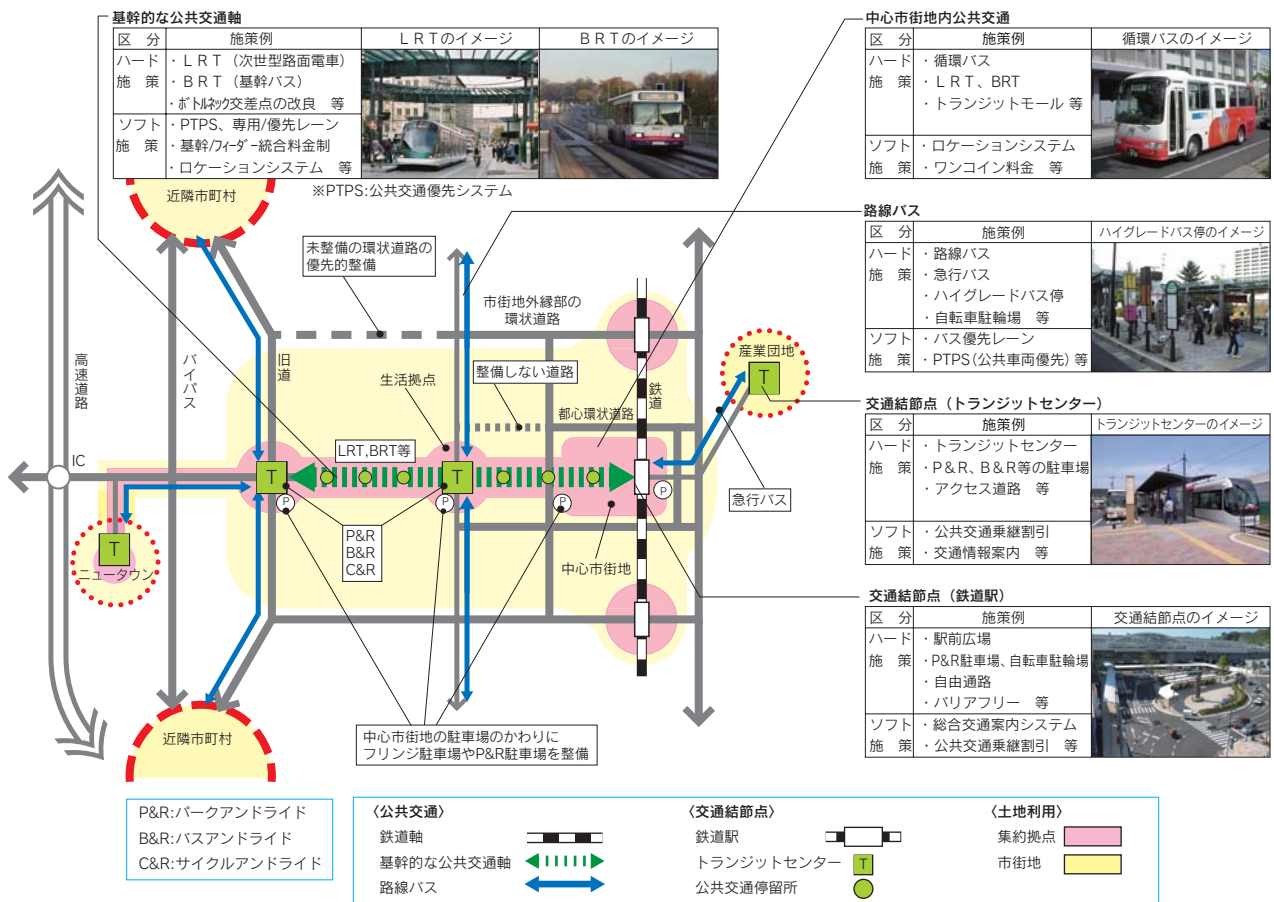 基幹的な公共交通軸
区 分 施策例 LRTのイメージ BRTのイメージ
ハード ・LRT（次世型路面電車）
施 策 ・BRT（基幹バス）
・ボトルネック交差点の改良 等
ソフト ・PTPS、専用/優先レーン
施 策 ・基幹/フィーダー統合料金制
・ロケーションシステム 等
※PTPS:公共交通優先システム
中心市街地内公共交通
区 分 施策例 循環バスのイメージ
ハード ・循環バス
施 策 ・LRT、BRT
・トランジットモール 等
ソフト ・ロケーションシステム
施 策 ・ワンコイン料金 等
路線バス
区 分 施策例 ハイグレードバス停のイメージ
ハード ・路線バス
施 策 ・急行バス
・ハイグレードバス停
・自転車駐輪場 等
ソフト ・バス優先レーン
施 策 ・PTPS(公共車両優先)等
交通結節点（トランジットセンター）
区 分 施策例 トランジットセンターのイメージ
ハード ・トランジットセンター
施 策 ・P&R、B&R等の駐車場
・アクセス道路 等
ソフト ・公共交通乗継割引
施 策 ・交通情報案内 等
交通結節点（鉄道駅）
区 分 施策例 交通結節点のイメージ
ハード ・駅前広場
施 策 ・P&R駐車場、自転車駐輪場
・自由通路
・バリアフリー 等
ソフト ・総合交通案内システム
施 策 ・公共交通乗継割引 等
近隣市町村
未整備の環状道路の
優先的整備
市街地外縁部の
環状道路
高速道路
バイパス
旧道
生活拠点
整備しない道路
都心環状道路
鉄道
産業団地
T
IC
LRT,BRT等
T
T
P
P
P
P
急行バス
P&R
B&R
C&R
中心市街地
T
ニュータウン
近隣市町村
中心市街地の駐車場のかわりに
フリンジ駐車場やP&R駐車場を整備
P&R:パークアンドライド
B&R:バスアンドライド
C&R:サイクルアンドライド
〈公共交通〉
鉄道軸
基幹的な公共交通軸
路線バス
〈交通結節点〉
鉄道駅
トランジットセンター T
公共交通停留所
〈土地利用〉
集約拠点
市街地